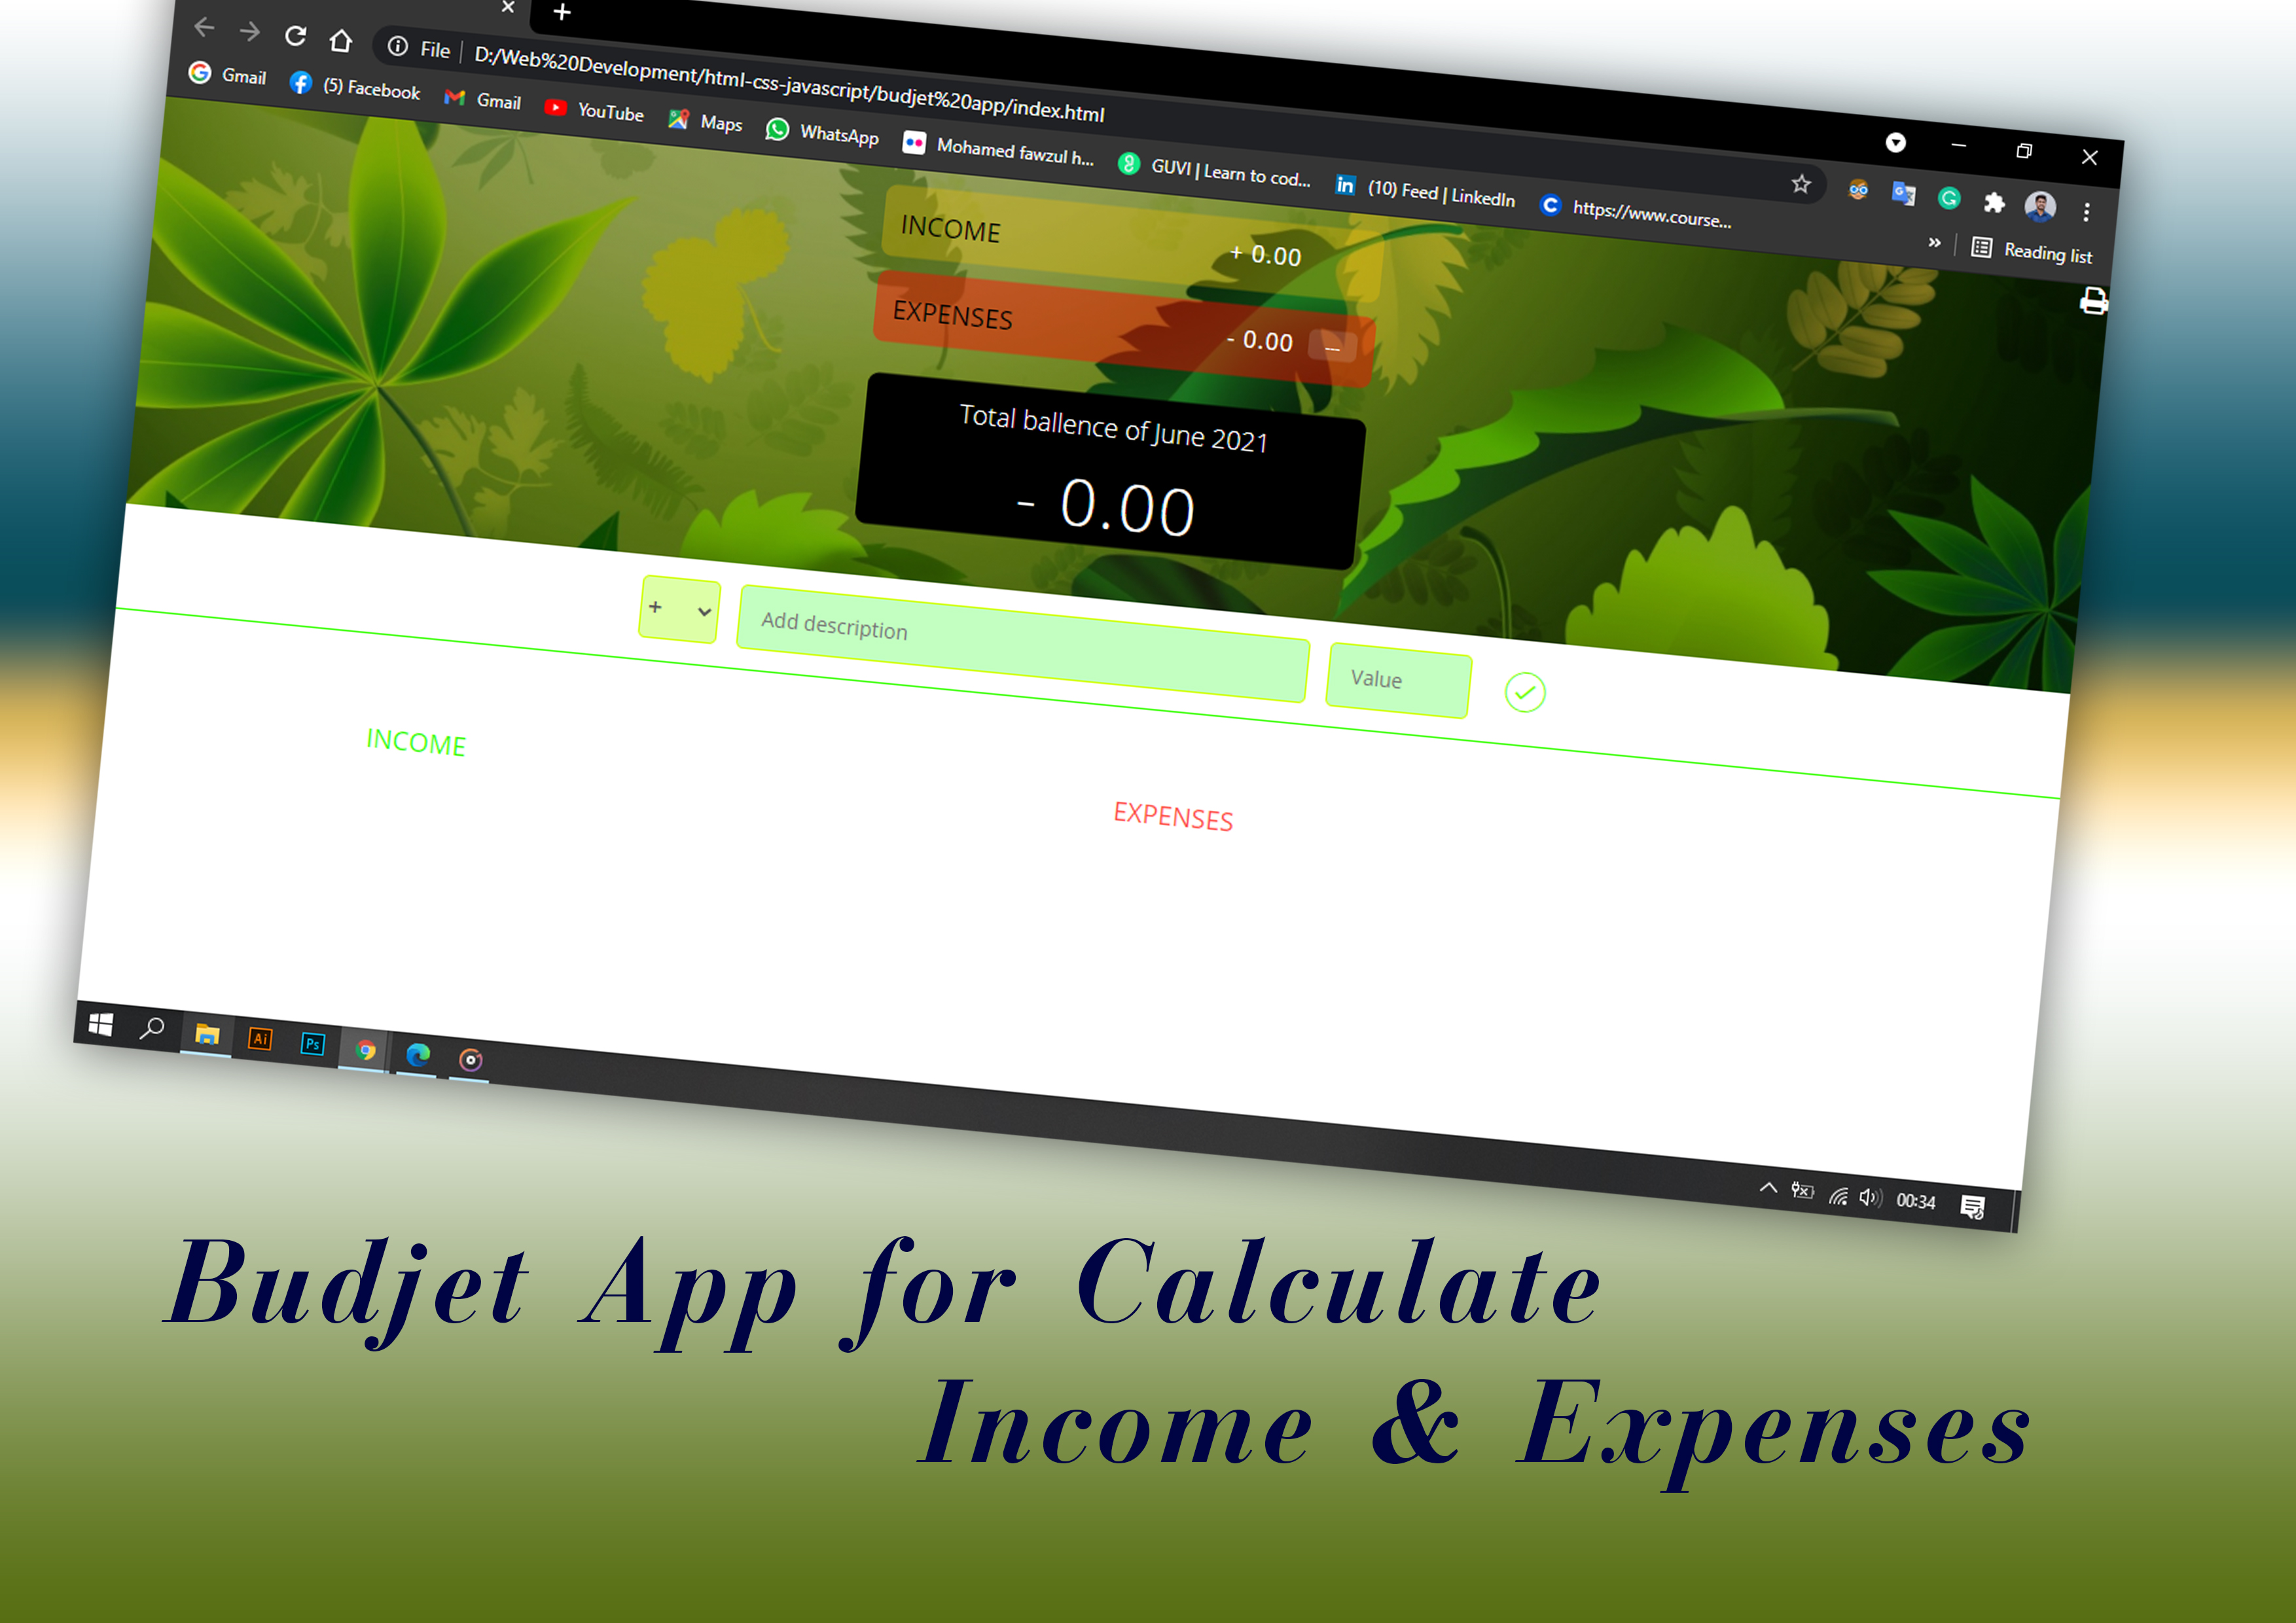 File | D:/Web%20Development/html-css-javascript/budjet%20app/index.html
Gmail (5) Facebook Gmail YouTube Maps WhatsApp Mohamed fawzul h... GUVI | Learn to cod... (10) Feed | LinkedIn https://www.course... » Reading list
INCOME + 0.00
EXPENSES - 0.00 ---
Total ballence of June 2021
- 0.00
+ Add description Value
INCOME
EXPENSES
Ai Ps
00:34
Budjet App for Calculate
Income & Expenses